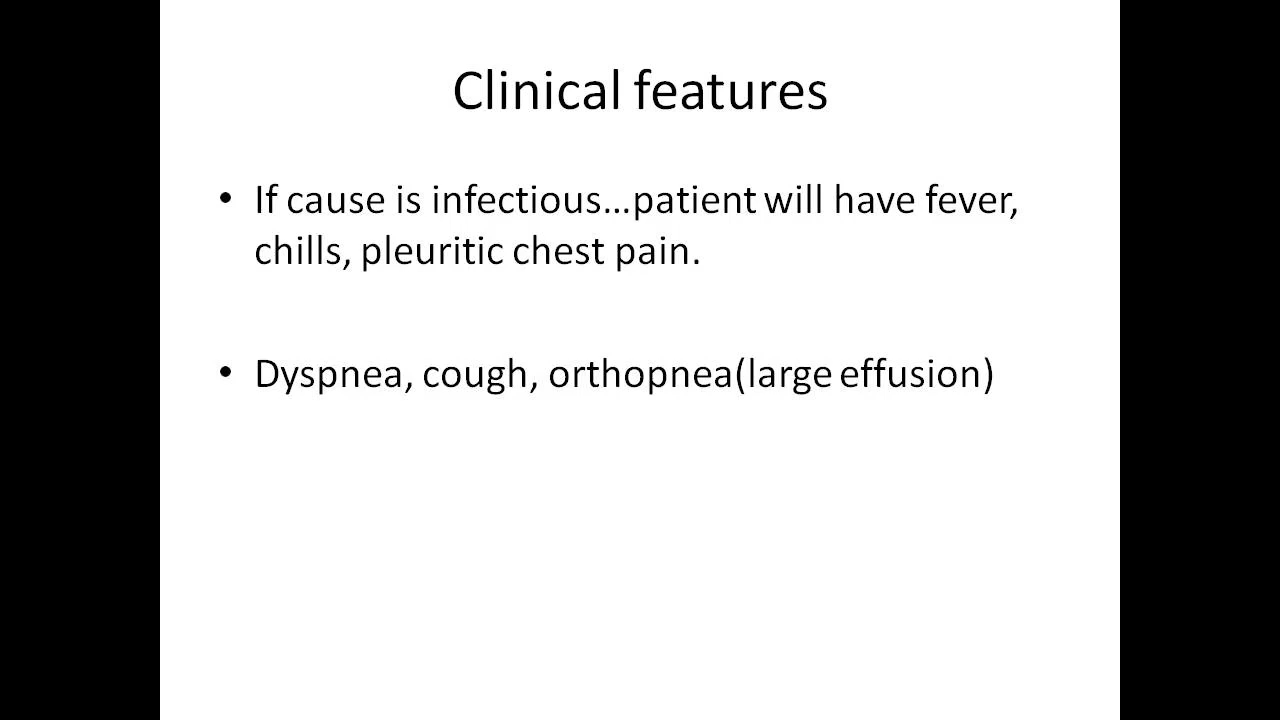 Clinical features
• If cause is infectious...patient will have fever,
chills, pleuritic chest pain.
• Dyspnea, cough, orthopnea(large effusion)